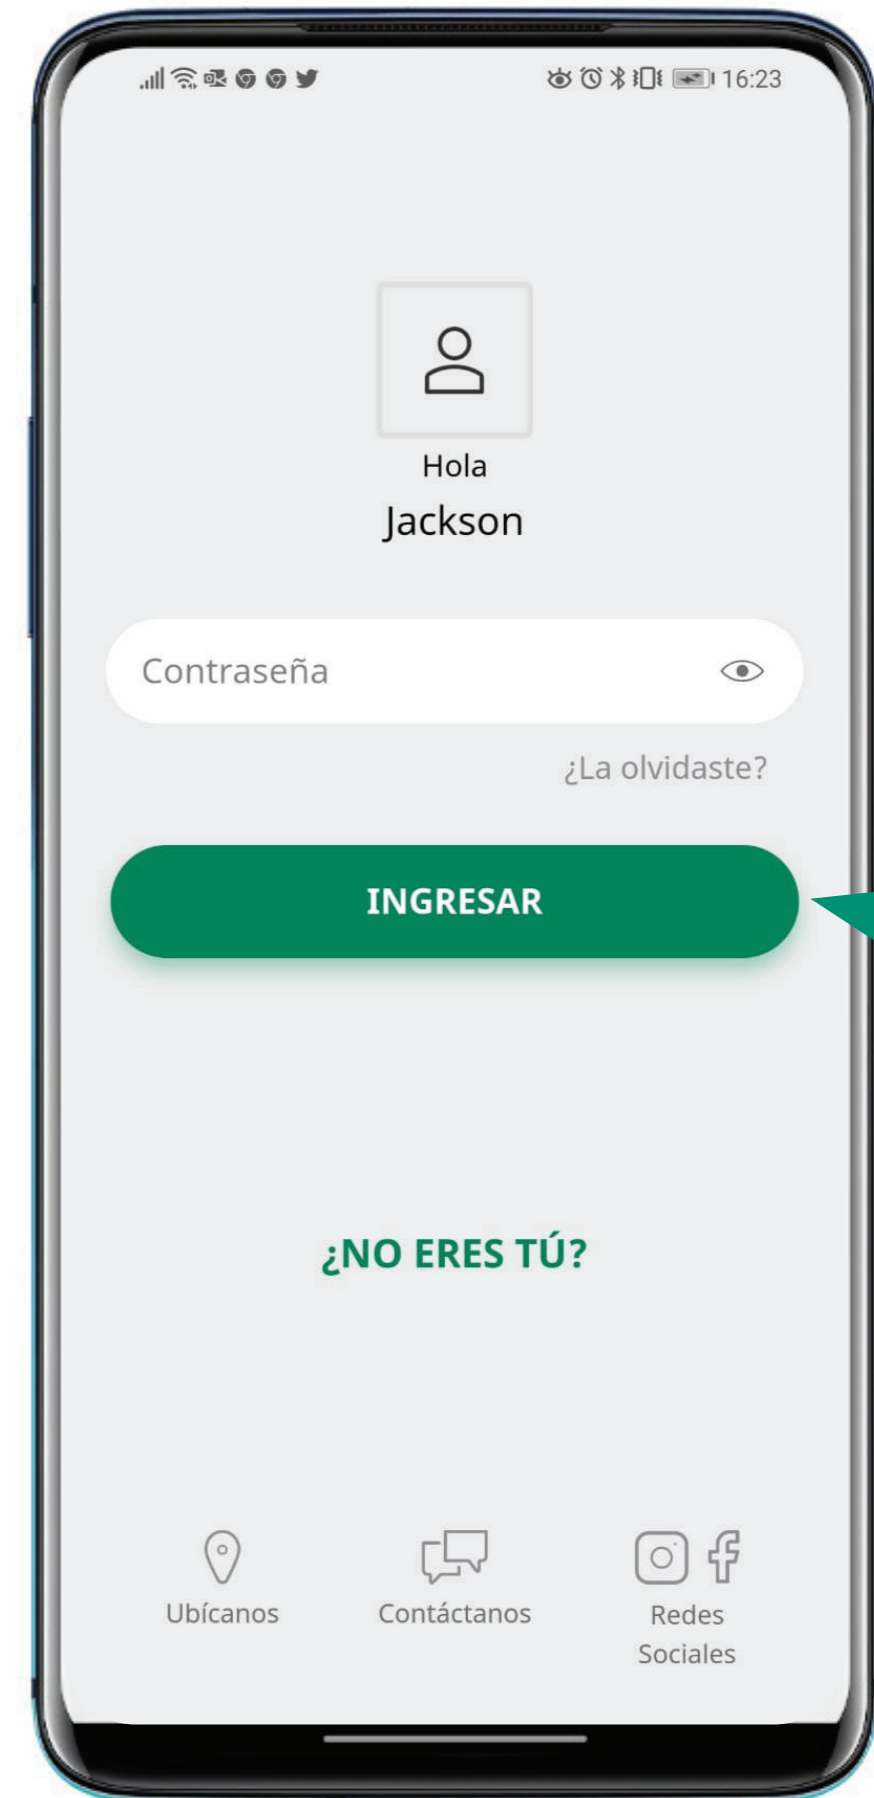 16:23
Hola
Jackson
Contraseña
¿La olvidaste?
INGRESAR
¿NO ERES TÚ?
Ubícanos
Contáctanos
Redes
Sociales